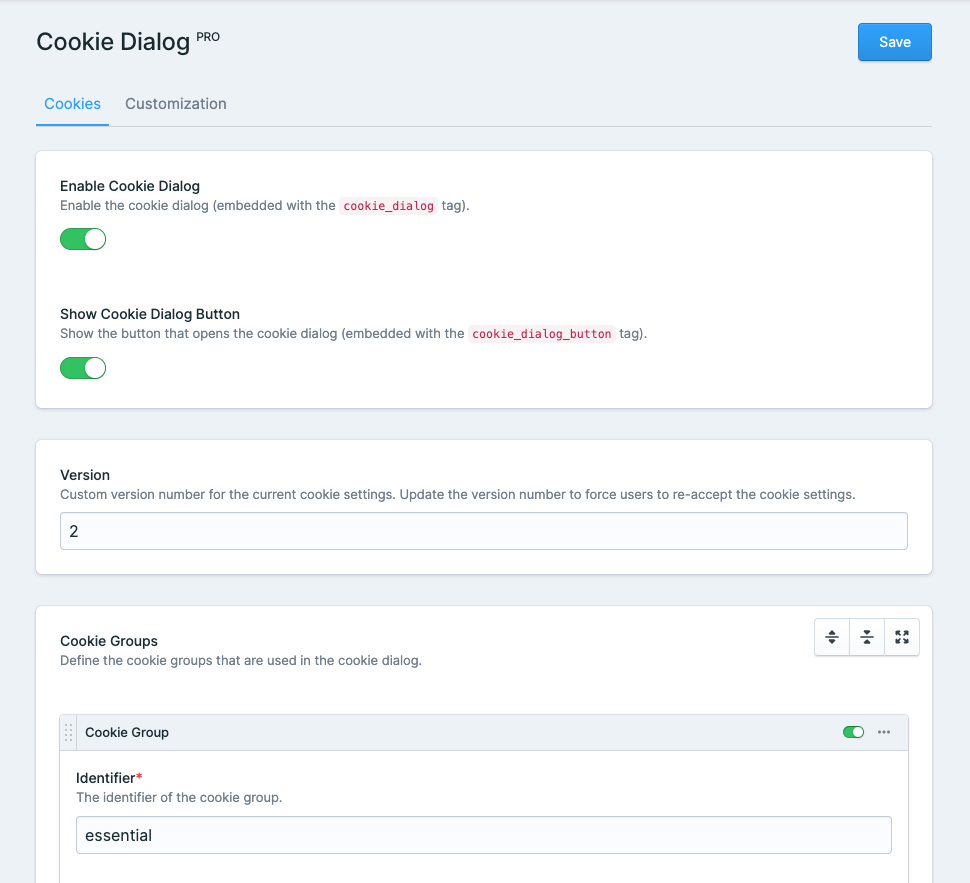 Cookie Dialog PRO
Save
Cookies Customization
Enable Cookie Dialog
Enable the cookie dialog (embedded with the cookie_dialog tag).
Show Cookie Dialog Button
Show the button that opens the cookie dialog (embedded with the cookie_dialog_button tag).
Version
Custom version number for the current cookie settings. Update the version number to force users to re-accept the cookie settings.
2
Cookie Groups
Define the cookie groups that are used in the cookie dialog.
Cookie Group
Identifier*
The identifier of the cookie group.
essential